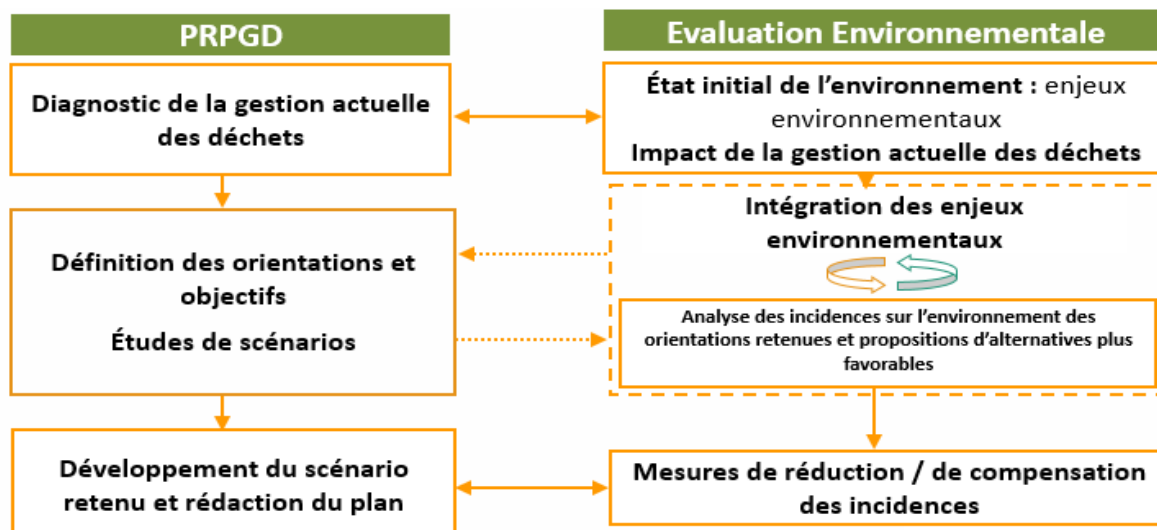 PRPGD
Diagnostic de la gestion actuelle
des déchets
Définition des orientations et
objectifs
Études de scénarios
Développement du scénario
retenu et rédaction du plan
Evaluation Environnementale
État initial de l’environnement : enjeux
environnementaux
Impact de la gestion actuelle des déchets
Intégration des enjeux
environnementaux
Analyse des incidences sur l’environnement des
orientations retenues et propositions d’alternatives plus
favorables
Mesures de réduction / de compensation
des incidences